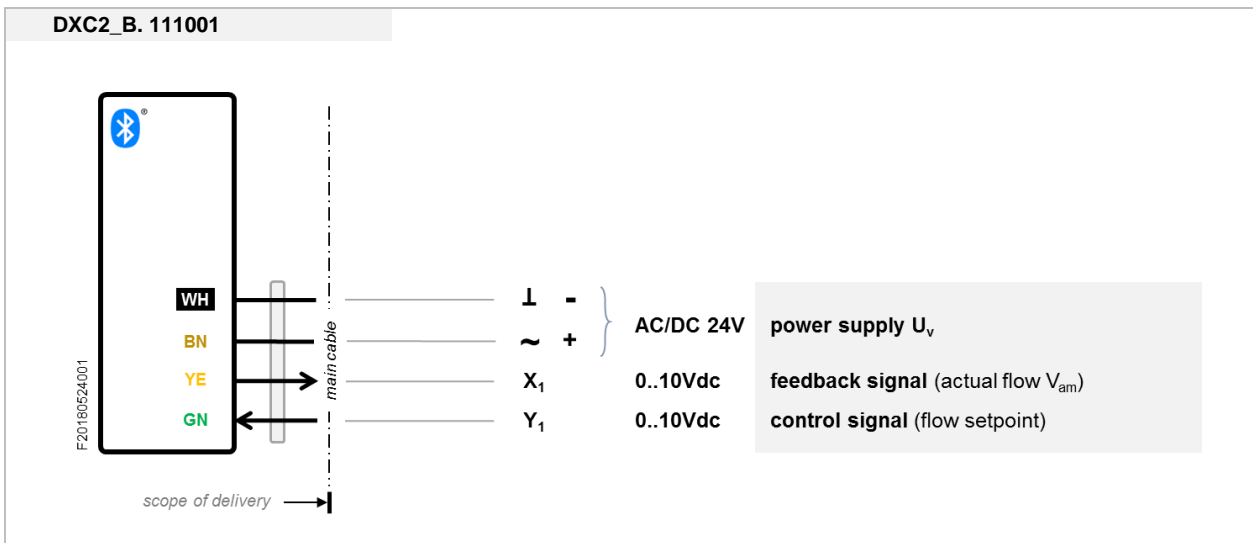 DXC2_B. 111001
®
WH ⊥ -
BN ~ + AC/DC 24V power supply Uv
YE X1 0..10Vdc feedback signal (actual flow Vam)
GN Y1 0..10Vdc control signal (flow setpoint)
main cable
F20180524001
scope of delivery